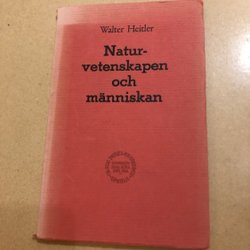 Walter Heitler
Natur-
vetenskapen
och
människan